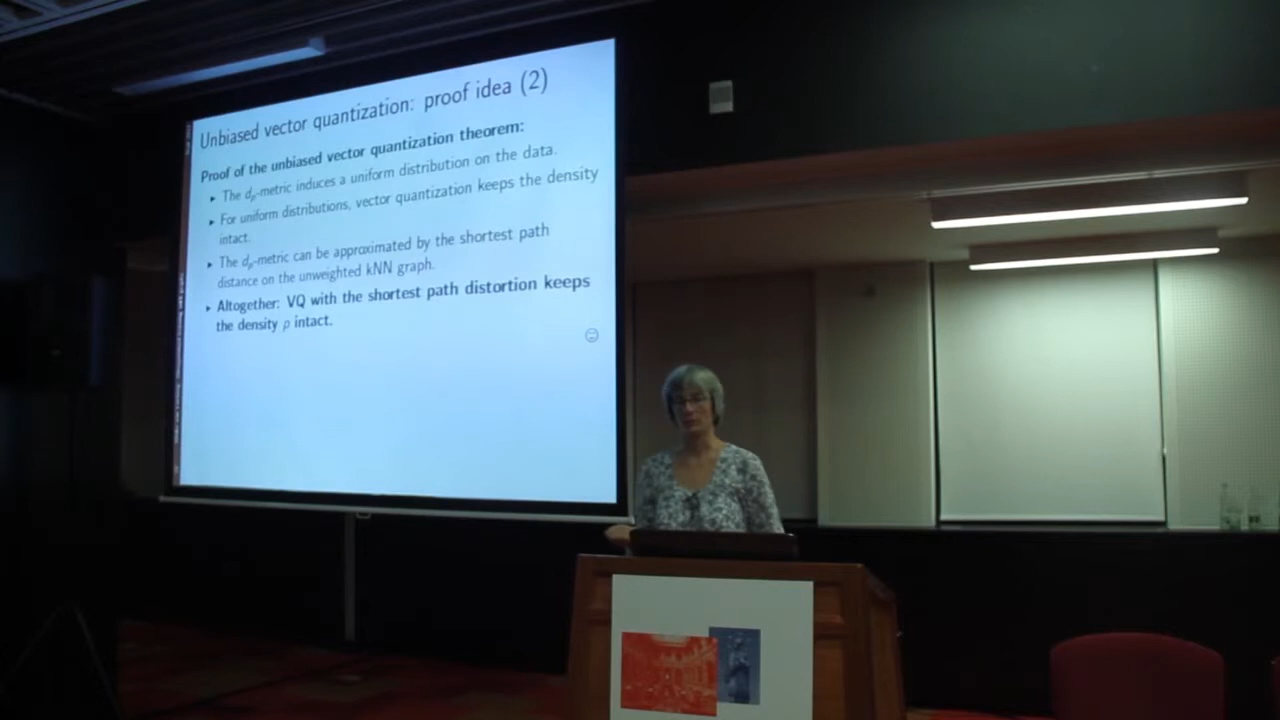 Unbiased vector quantization: proof idea (2)
Proof of the unbiased vector quantization theorem:
▸ The dₚ-metric induces a uniform distribution on the data.
▸ For uniform distributions, vector quantization keeps the density
intact.
▸ The dₚ-metric can be approximated by the shortest path
distance on the unweighted kNN graph.
▸ Altogether: VQ with the shortest path distortion keeps
the density p intact.